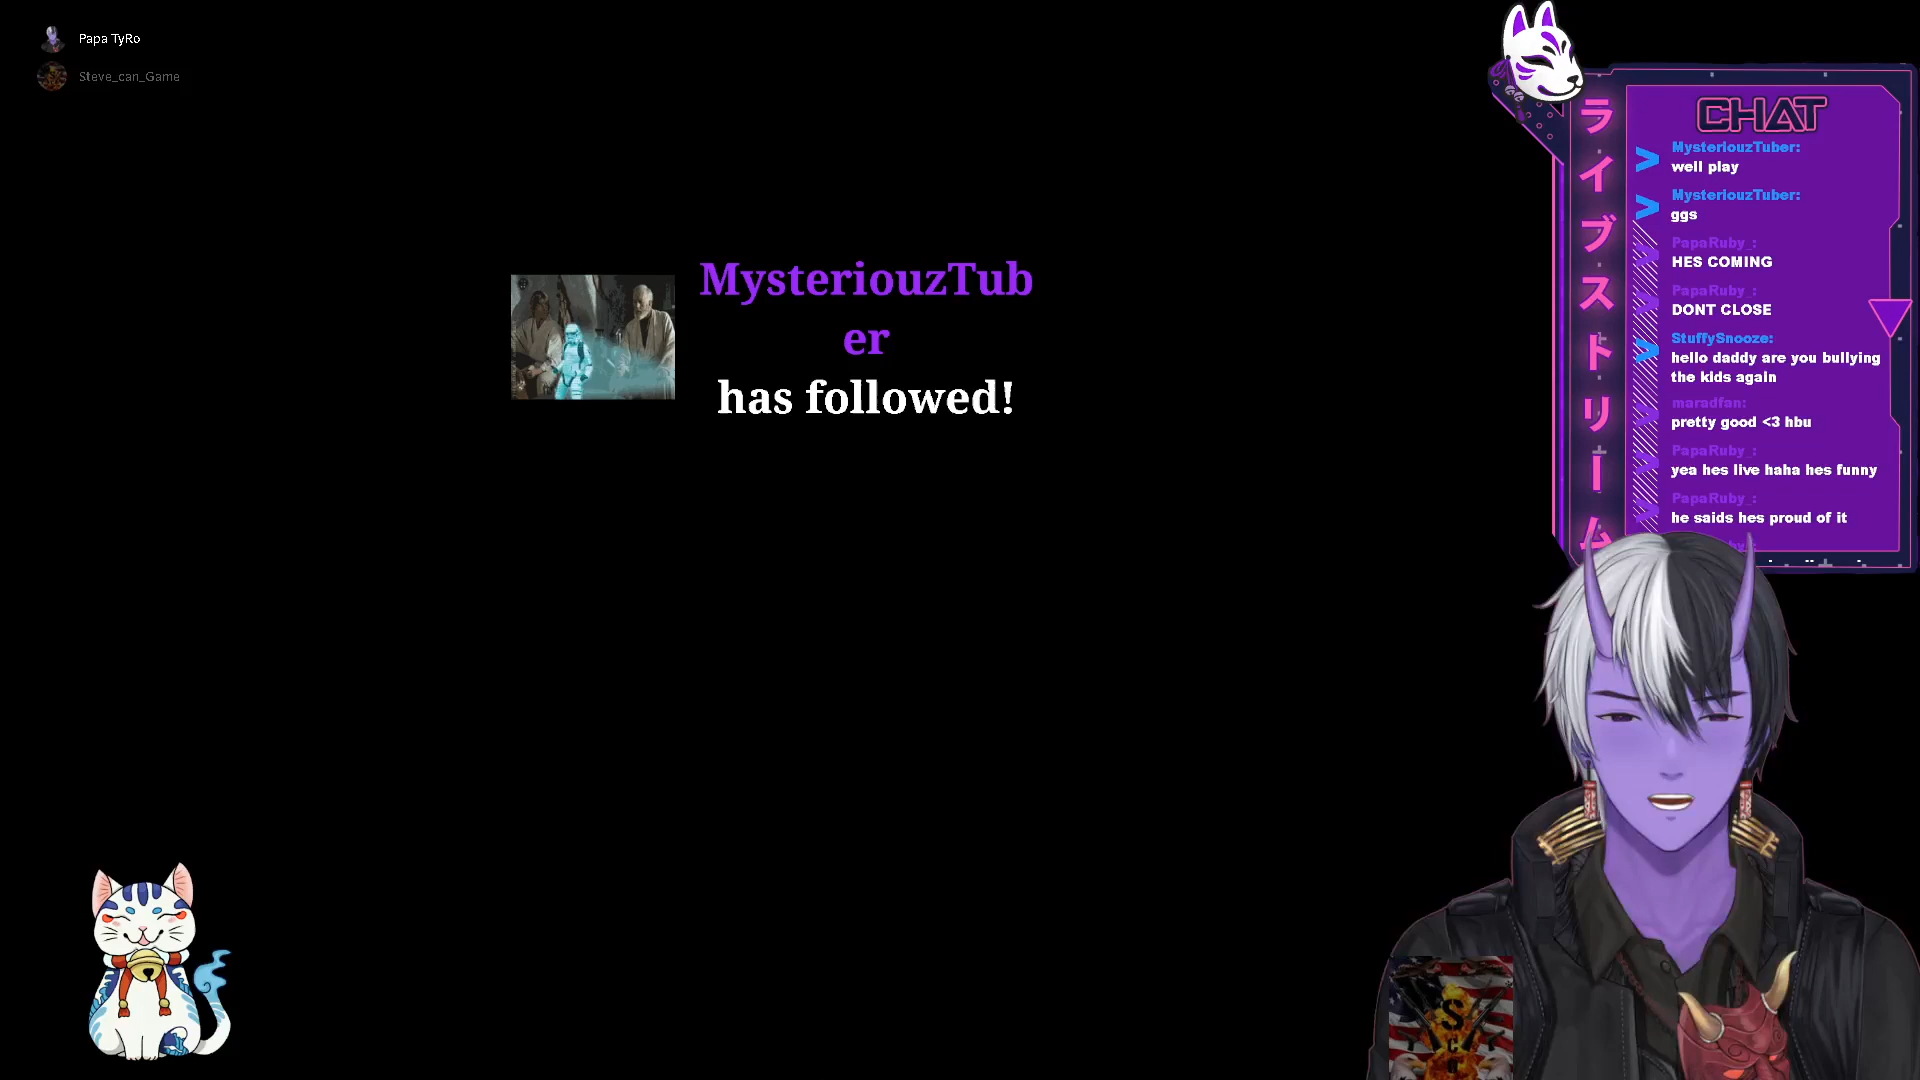 Papa TyRo
Steve_can_Game
MysteriouzTub
er
has followed!
ライブストリーム
CHAT
MysteriouzTuber:
well play
MysteriouzTuber:
ggs
PapaRuby_:
HES COMING
PapaRuby_:
DONT CLOSE
StuffySnooze:
hello daddy are you bullying
the kids again
maradfan:
pretty good <3 hbu
PapaRuby_:
yea hes live haha hes funny
PapaRuby_:
he saids hes proud of it
S
C
G